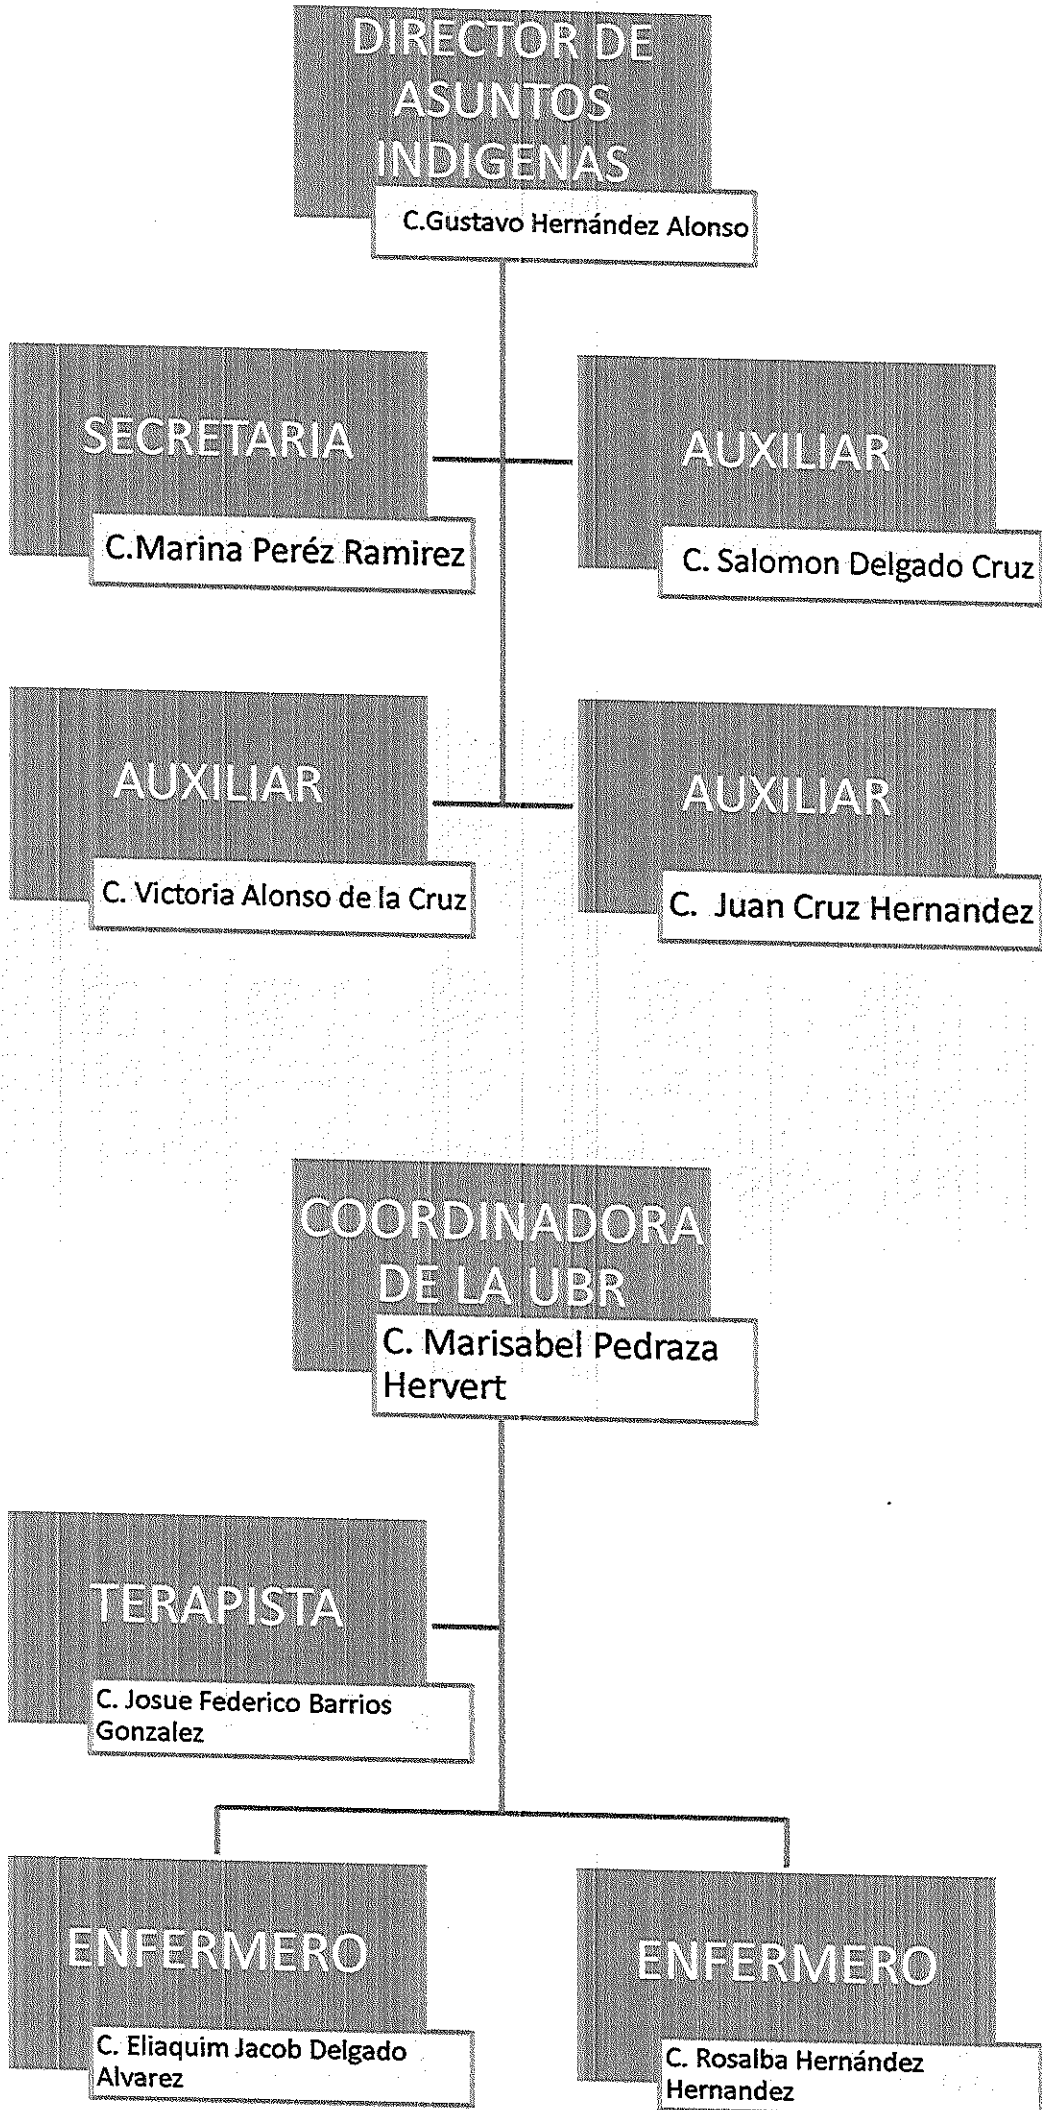 DIRECTOR DE
ASUNTOS
INDIGENAS
C.Gustavo Hernández Alonso
SECRETARIA
C.Marina Peréz Ramirez
AUXILIAR
C. Salomon Delgado Cruz
AUXILIAR
C. Victoria Alonso de la Cruz
AUXILIAR
C. Juan Cruz Hernandez
COORDINADORA
DE LA UBR
C. Marisabel Pedraza
Hervert
TERAPISTA
C. Josue Federico Barrios
Gonzalez
ENFERMERO
C. Eliaquim Jacob Delgado
Alvarez
ENFERMERO
C. Rosalba Hernández
Hernandez